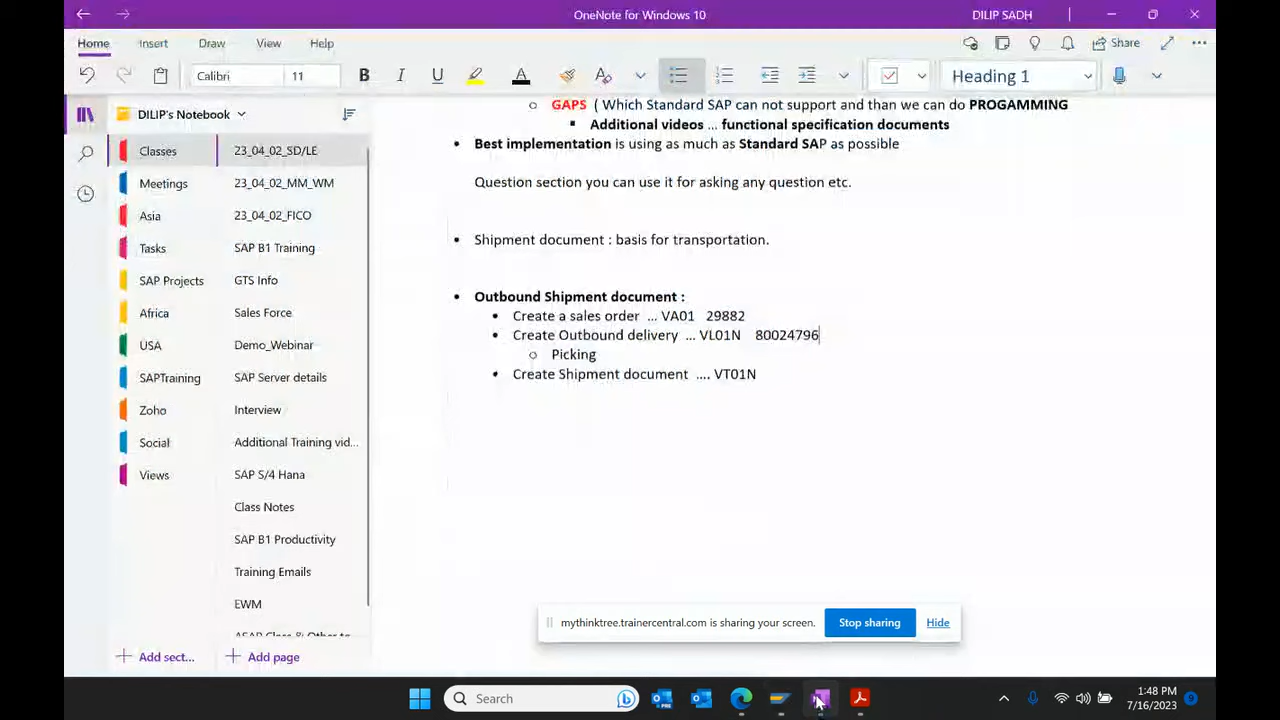 OneNote for Windows 10
DILIP SADH
Home Insert Draw View Help
Share
Calibri 11 B I U A Heading 1
DILIP's Notebook
Classes
Meetings
Asia
Tasks
SAP Projects
Africa
USA
SAPTraining
Zoho
Social
Views
Add sect...
23_04_02_SD/LE
23_04_02_MM_WM
23_04_02_FICO
SAP B1 Training
GTS Info
Sales Force
Demo_Webinar
SAP Server details
Interview
Additional Training vid...
SAP S/4 Hana
Class Notes
SAP B1 Productivity
Training Emails
EWM
Add page
GAPS ( Which Standard SAP can not support and than we can do PROGAMMING
Additional videos ... functional specification documents
Best implementation is using as much as Standard SAP as possible
Question section you can use it for asking any question etc.
Shipment document : basis for transportation.
Outbound Shipment document :
Create a sales order ... VA01 29882
Create Outbound delivery ... VL01N 80024796
Picking
Create Shipment document .... VT01N
mythinktree.trainercentral.com is sharing your screen. Stop sharing Hide
Search
PRE
1:48 PM
7/16/2023